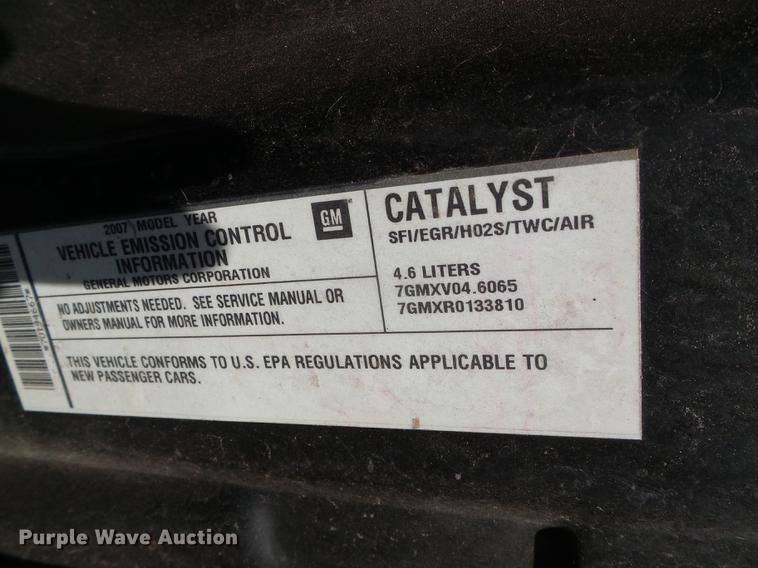 2007 MODEL YEAR
VEHICLE EMISSION CONTROL
INFORMATION
GENERAL MOTORS CORPORATION
GM
NO ADJUSTMENTS NEEDED. SEE SERVICE MANUAL OR
OWNERS MANUAL FOR MORE INFORMATION.
CATALYST
SFI/EGR/H02S/TWC/AIR
4.6 LITERS
7GMXV04.6065
7GMXR0133810
THIS VEHICLE CONFORMS TO U.S. EPA REGULATIONS APPLICABLE TO
NEW PASSENGER CARS.
Purple Wave Auction